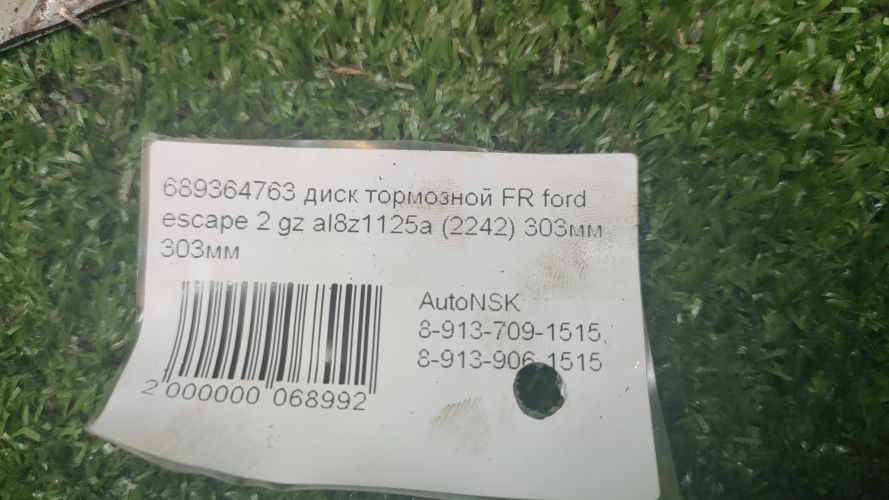 689364763 диск тормозной FR ford
escape 2 gz al8z1125a (2242) 303мм
303мм
AutoNSK
8-913-709-1515,
8-913-906-1515
2 000000 068992